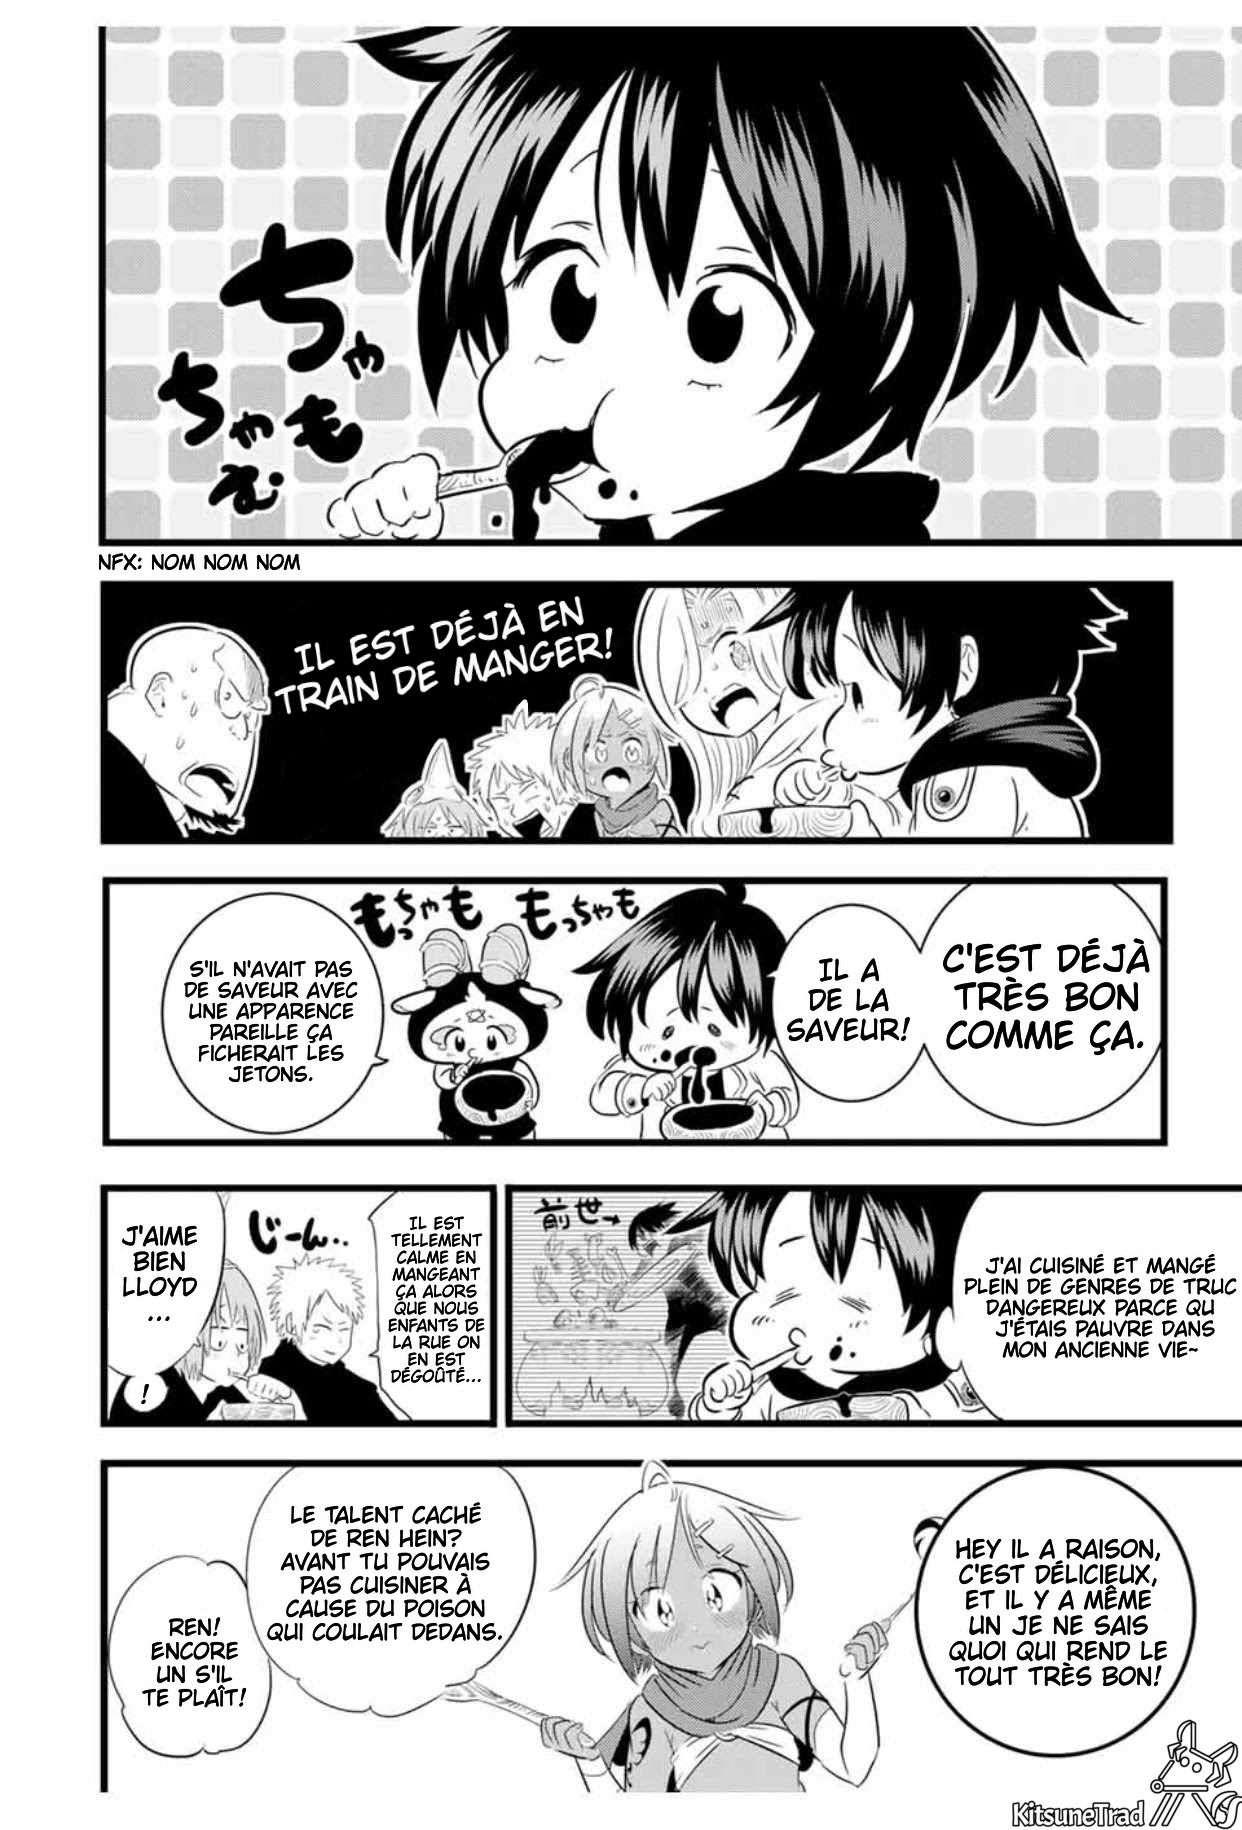 ちゃ
ちゃも
む
NFX: NOM NOM NOM
IL EST DÉJÀ EN
TRAIN DE MANGER!
C'EST DÉJÀ
TRÈS BON
COMME ÇA.
IL A
DE LA
SAVEUR!
もっちゃも
もっちゃも
S'IL N'AVAIT PAS
DE SAVEUR AVEC
UNE APPARENCE
PAREILLE ÇA
FICHERAIT LES
JETONS.
J'AI CUISINÉ ET MANGÉ
PLEIN DE GENRES DE TRUC
DANGEREUX PARCE QU
J'ÉTAIS PAUVRE DANS
MON ANCIENNE VIE~
前世→
IL EST
TELLEMENT
CALME EN
MANGEANT
ÇA ALORS
QUE NOUS
ENFANTS DE
LA RUE ON
EN EST
DÉGOÛTÉ...
じーん..
J'AIME
BIEN
LLOYD
...
!
HEY IL A RAISON,
C'EST DÉLICIEUX,
ET IL Y A MÊME
UN JE NE SAIS
QUOI QUI REND LE
TOUT TRÈS BON!
LE TALENT CACHÉ
DE REN HEIN?
AVANT TU POUVAIS
PAS CUISINER À
CAUSE DU POISON
QUI COULAIT DEDANS.
REN!
ENCORE
UN S'IL
TE PLAÎT!
KitsuneTrad